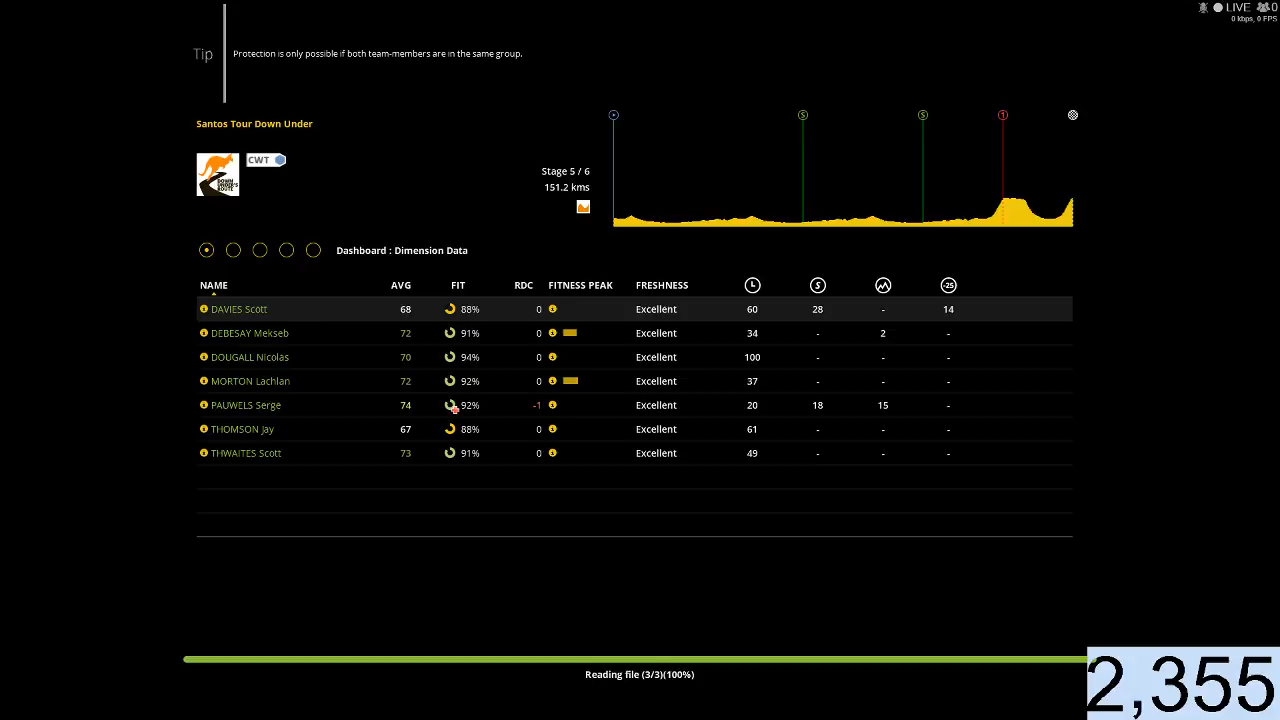 LIVE 0
0 kbps, 0 FPS
Tip
Protection is only possible if both team-members are in the same group.
Santos Tour Down Under
S S 1
DOWN UNDER'S ROUTE
CWT
Stage 5 / 6
151.2 kms
Dashboard : Dimension Data
NAME AVG FIT RDC FITNESS PEAK FRESHNESS S -25
DAVIES Scott 68 88% 0 Excellent 60 28 - 14
DEBESAY Mekseb 72 91% 0 Excellent 34 - 2 -
DOUGALL Nicolas 70 94% 0 Excellent 100 - - -
MORTON Lachlan 72 92% 0 Excellent 37 - - -
PAUWELS Serge 74 92% -1 Excellent 20 18 15 -
THOMSON Jay 67 88% 0 Excellent 61 - - -
THWAITES Scott 73 91% 0 Excellent 49 - - -
Reading file (3/3)(100%)
2,355